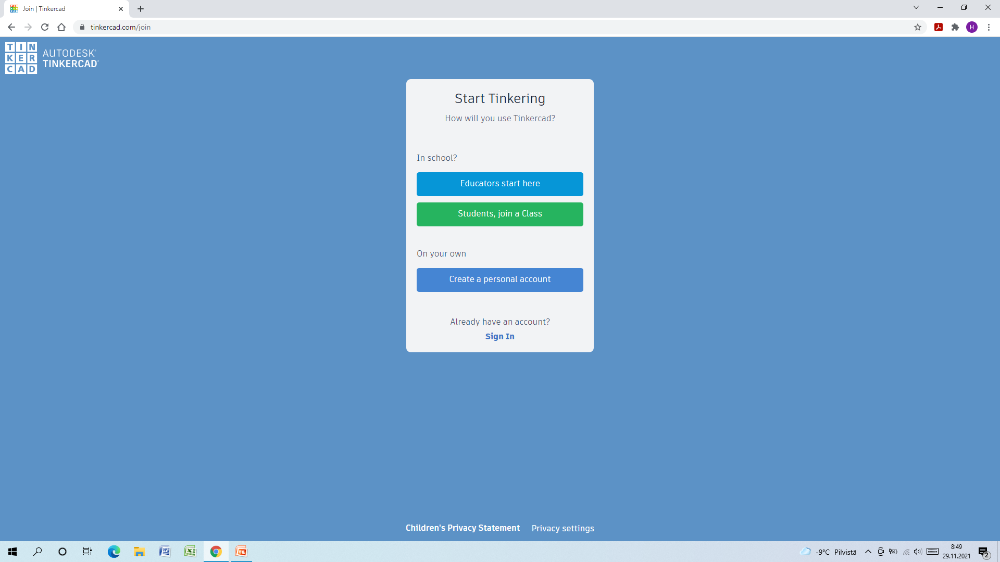 Join | Tinkercad
tinkercad.com/join
H
TIN
KER
CAD
AUTODESK®
TINKERCAD®
Start Tinkering
How will you use Tinkercad?
In school?
Educators start here
Students, join a Class
On your own
Create a personal account
Already have an account?
Sign In
Children's Privacy Statement Privacy settings
-9°C Pilvistä
8:49
29.11.2021
2